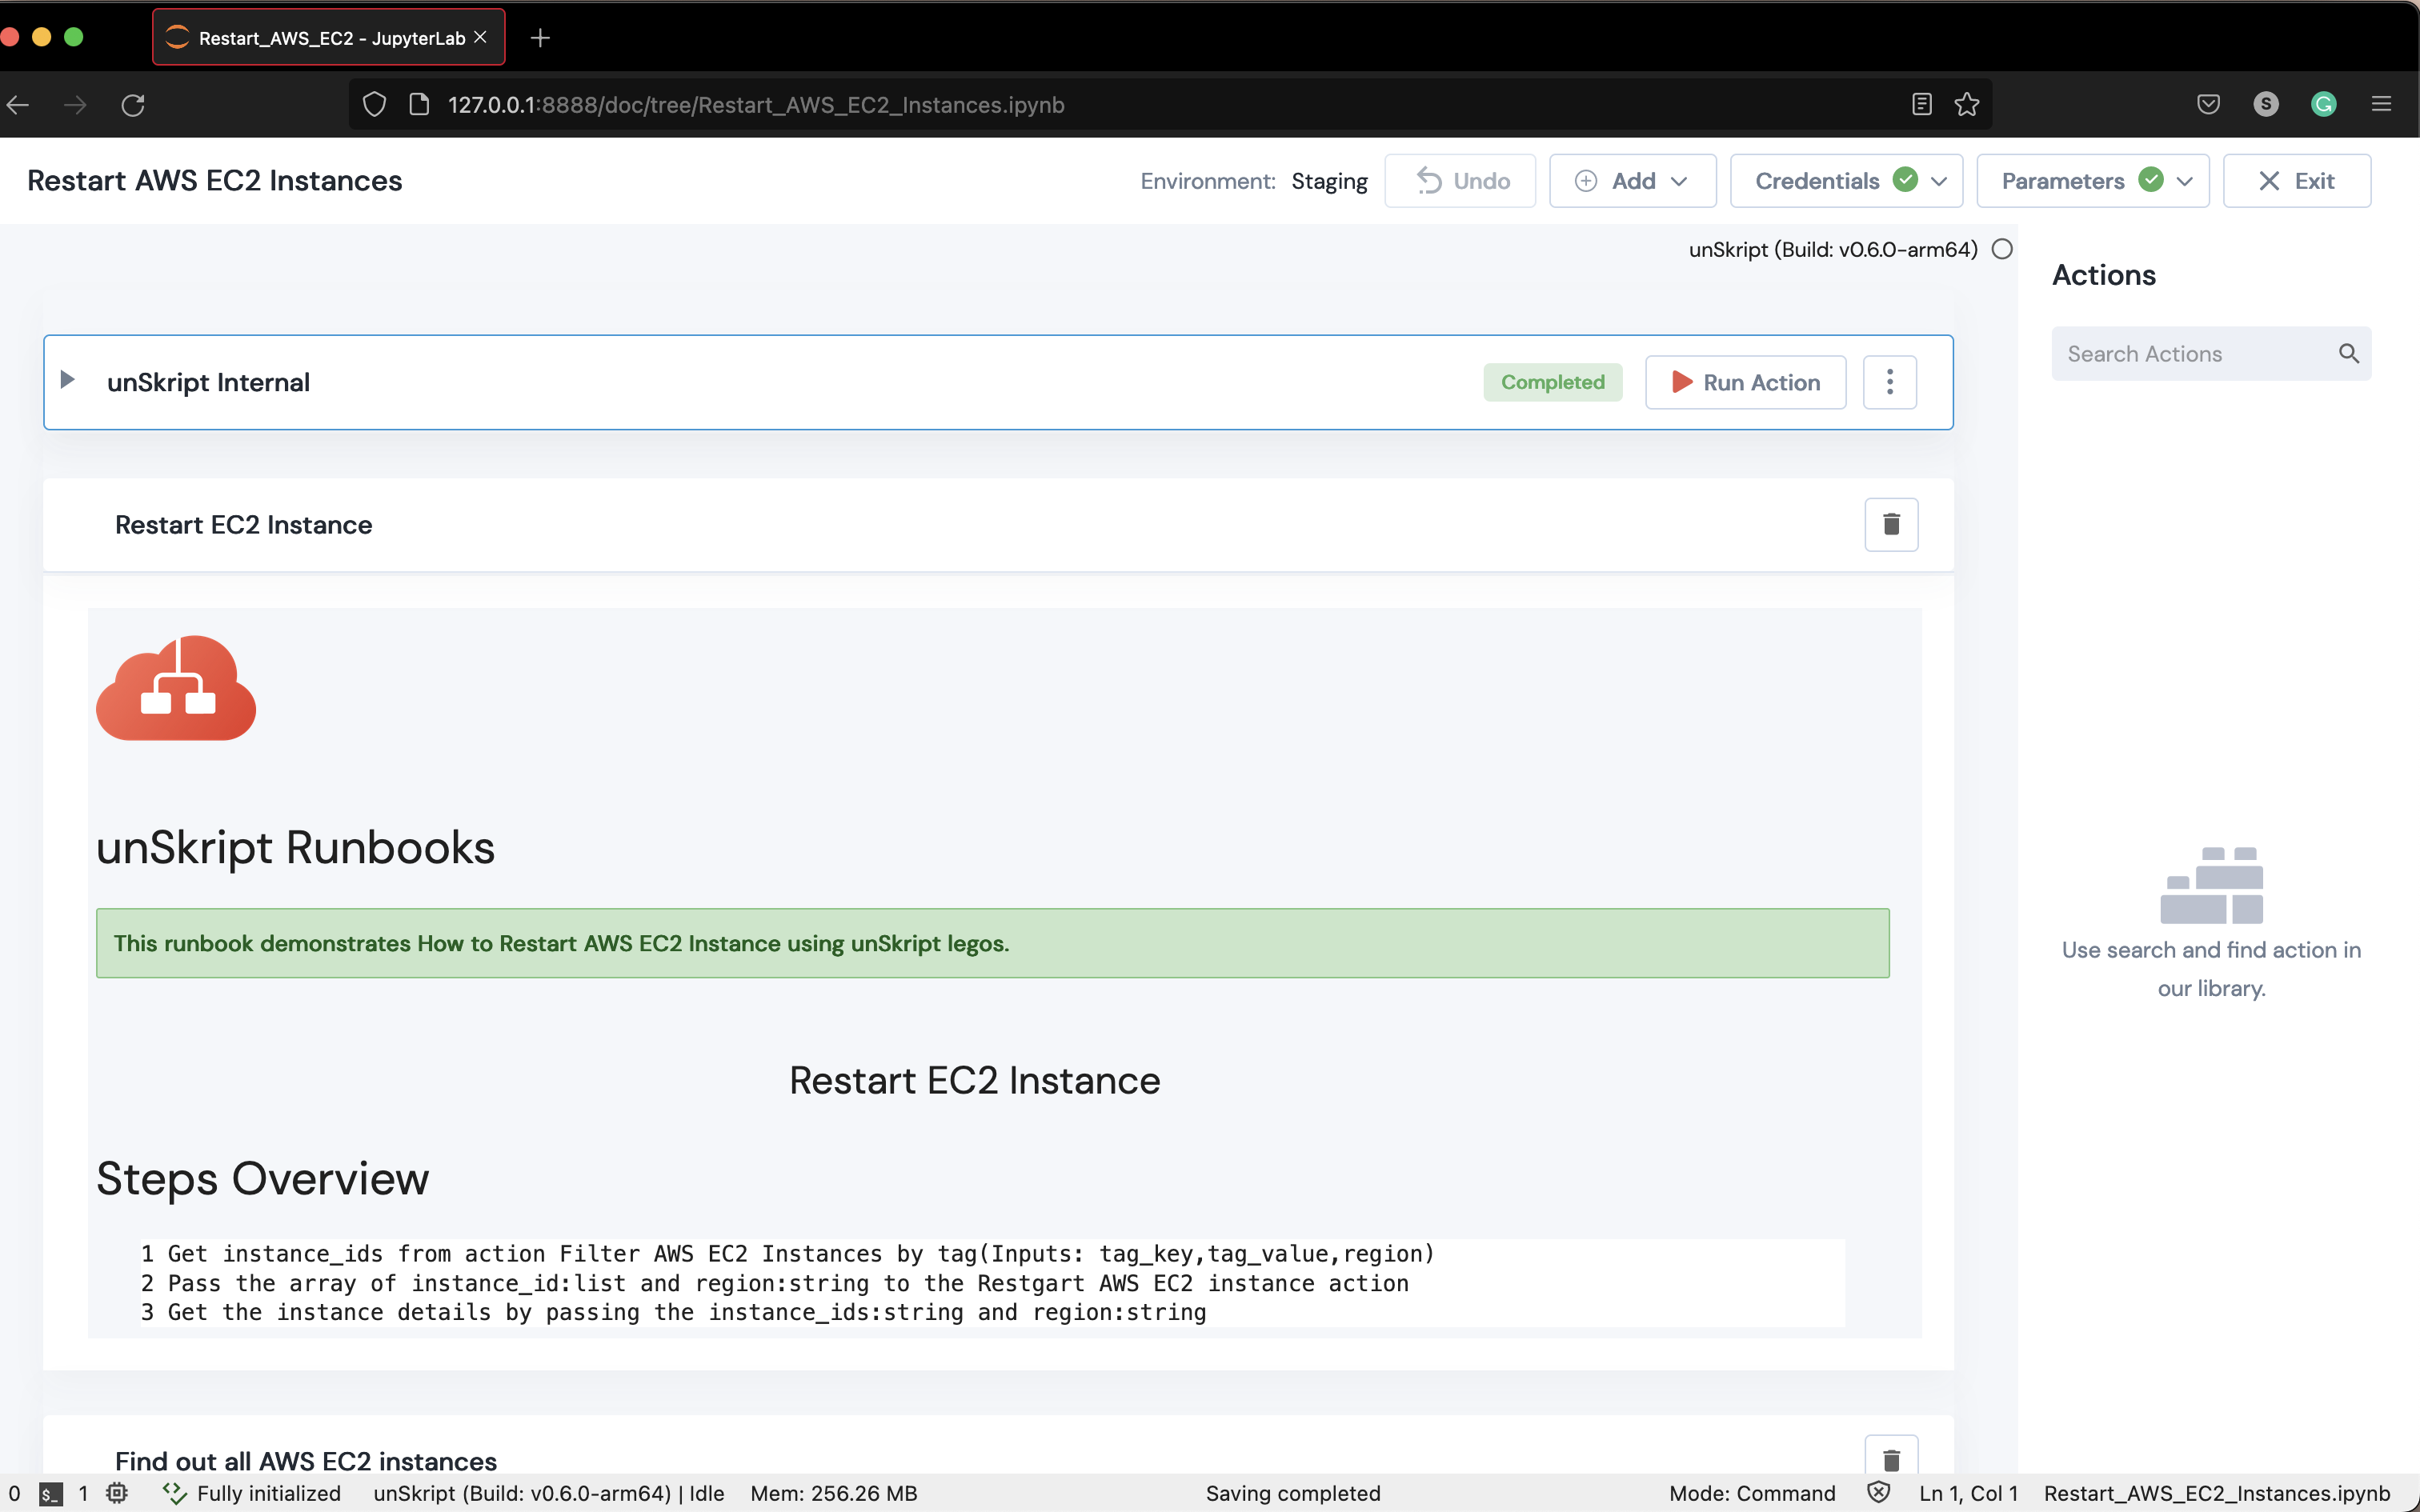 Restart_AWS_EC2 - JupyterLab
127.0.0.1:8888/doc/tree/Restart_AWS_EC2_Instances.ipynb
S
G
Restart AWS EC2 Instances
Environment: Staging
Undo
Add
Credentials
Parameters
Exit
unSkript (Build: v0.6.0-arm64)
Actions
Search Actions
unSkript Internal
Completed
Run Action
Restart EC2 Instance
unSkript Runbooks
This runbook demonstrates How to Restart AWS EC2 Instance using unSkript legos.
Restart EC2 Instance
Steps Overview
1 Get instance_ids from action Filter AWS EC2 Instances by tag(Inputs: tag_key,tag_value,region)
2 Pass the array of instance_id:list and region:string to the Restgart AWS EC2 instance action
3 Get the instance details by passing the instance_ids:string and region:string
Use search and find action in
our library.
Find out all AWS EC2 instances
0 $_ 1 Fully initialized unSkript (Build: v0.6.0-arm64) | Idle Mem: 256.26 MB Saving completed Mode: Command Ln 1, Col 1 Restart_AWS_EC2_Instances.ipynb